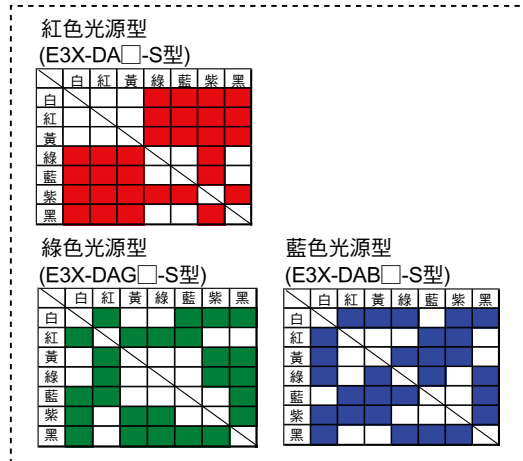 紅色光源型
(E3X-DA□-S型)
白 紅 黃 綠 藍 紫 黑
白
紅
黃
綠
藍
紫
黑
綠色光源型
(E3X-DAG□-S型)
白 紅 黃 綠 藍 紫 黑
白
紅
黃
綠
藍
紫
黑
藍色光源型
(E3X-DAB□-S型)
白 紅 黃 綠 藍 紫 黑
白
紅
黃
綠
藍
紫
黑